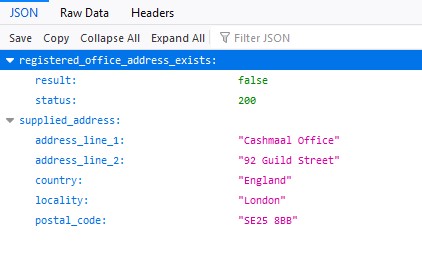 JSON Raw Data Headers
Save Copy Collapse All Expand All Filter JSON
registered_office_address_exists:
result: false
status: 200
supplied_address:
address_line_1: "Cashmaal Office"
address_line_2: "92 Guild Street"
country: "England"
locality: "London"
postal_code: "SE25 8BB"